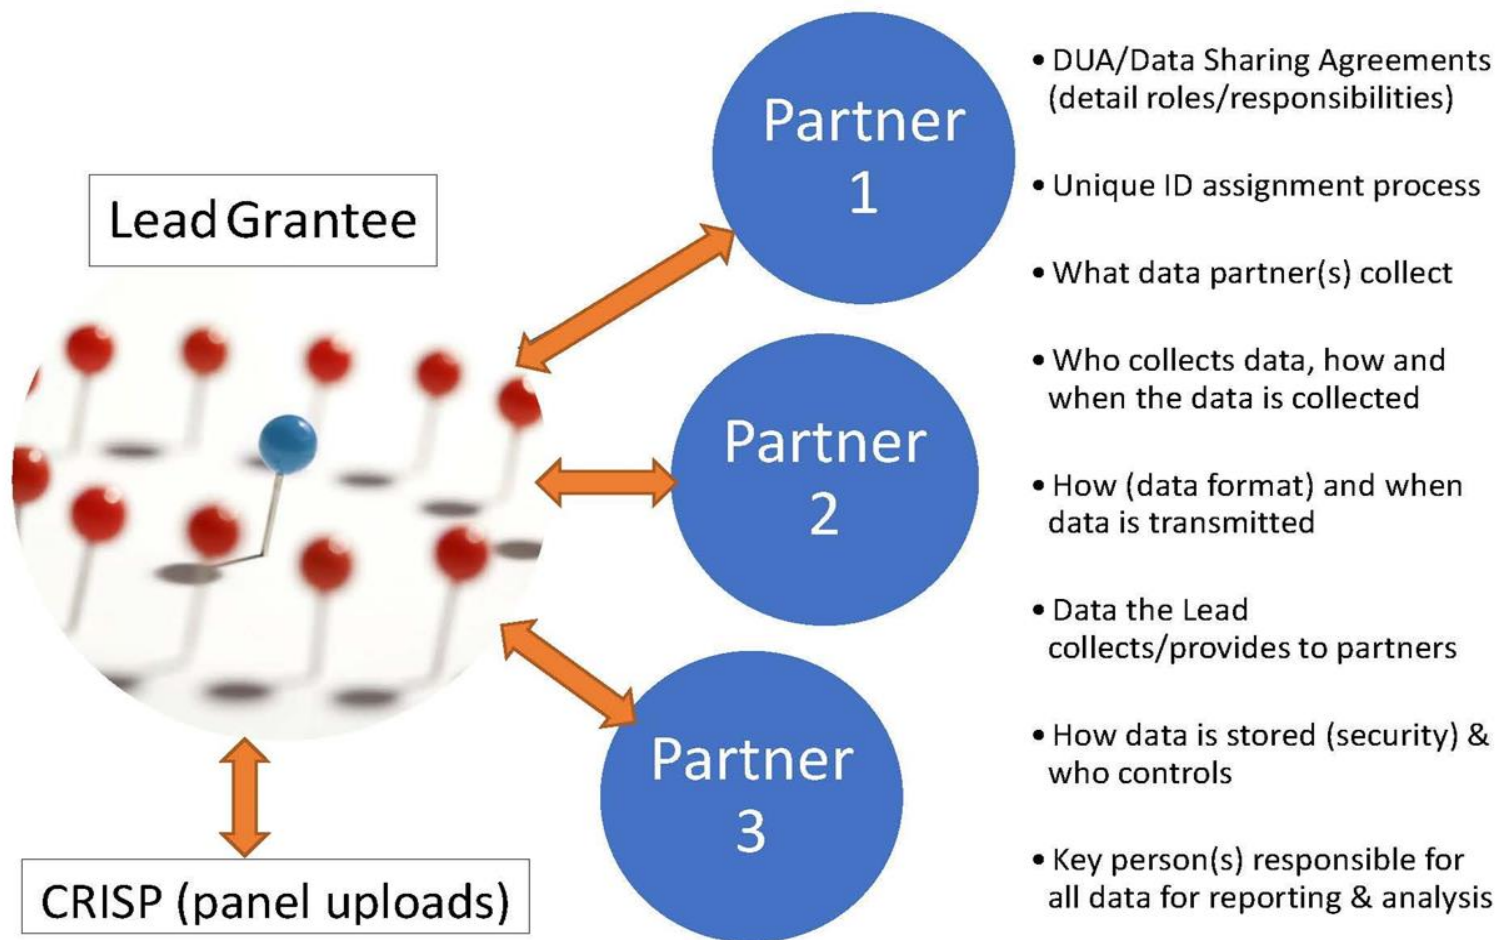 Lead Grantee
CRISP (panel uploads)
Partner
1
Partner
2
Partner
3
• DUA/Data Sharing Agreements
(detail roles/responsibilities)
• Unique ID assignment process
• What data partner(s) collect
• Who collects data, how and
when the data is collected
• How (data format) and when
data is transmitted
• Data the Lead
collects/provides to partners
• How data is stored (security) &
who controls
• Key person(s) responsible for
all data for reporting & analysis